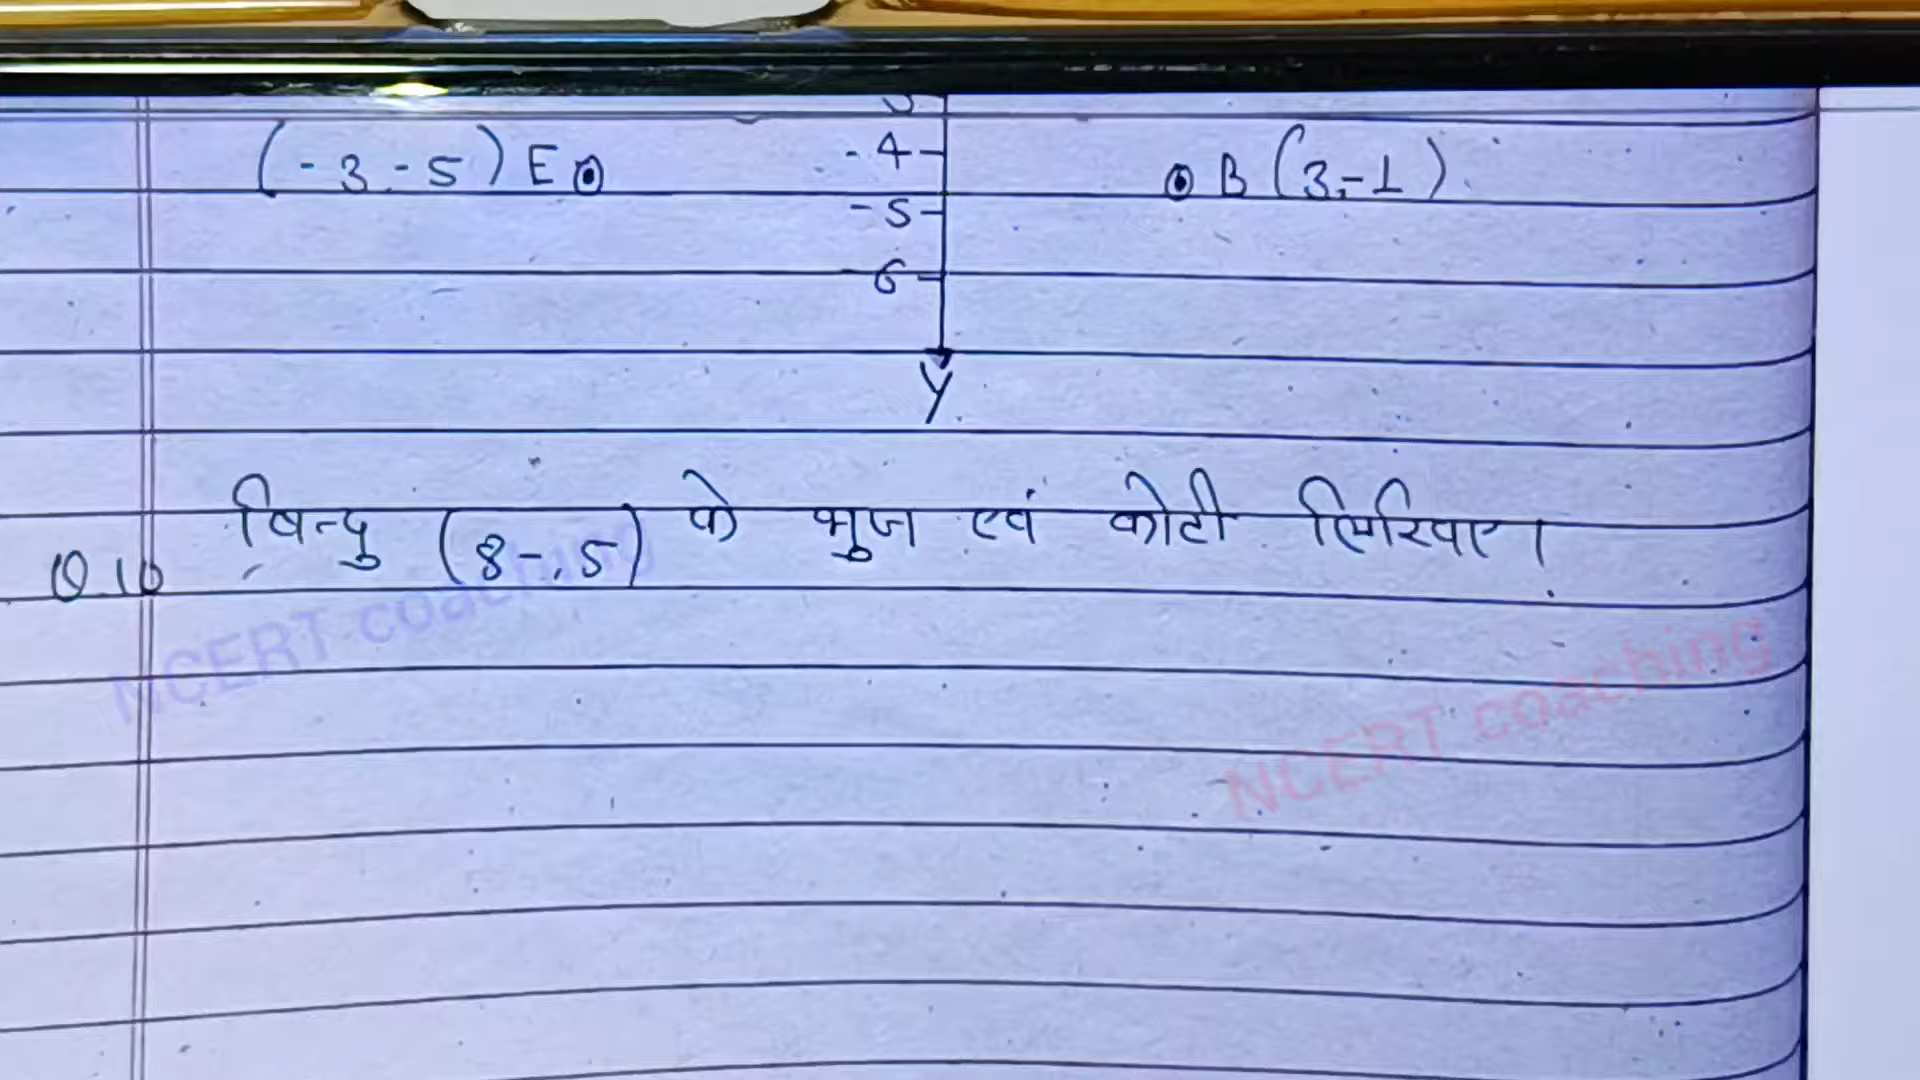 -4
(-3,-5) E
B (3,-1)
-5
6
Y
बिन्दु (8-,5) के भुज एवं कोटी लिखिए।
Q.10
NCERT coaching
NCERT coaching